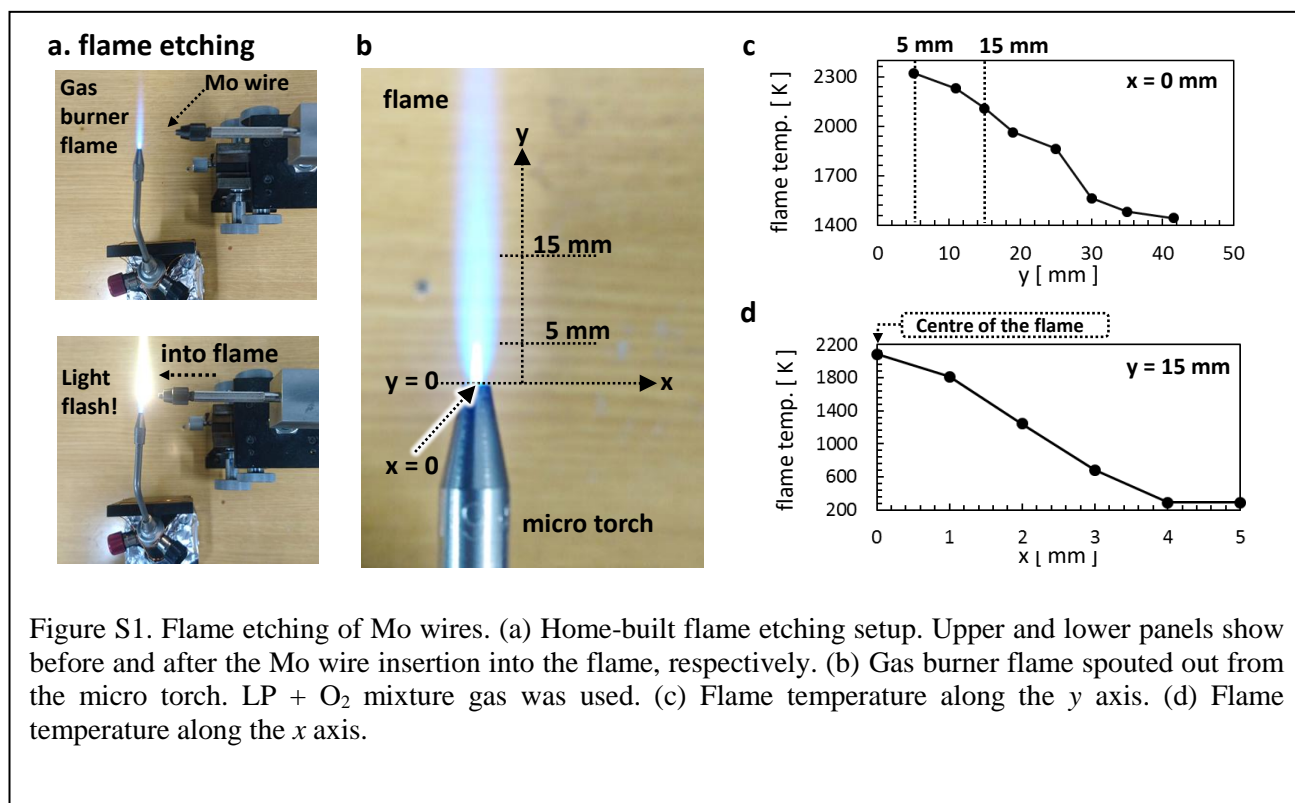 a. flame etching
Gas
burner
flame
Mo wire
into flame
Light
flash!
b
flame
y
15 mm
5 mm
y = 0
x
x = 0
micro torch
c
5 mm
15 mm
x = 0 mm
flame temp. [ K ]
2300
2000
1700
1400
0
10
20
30
40
50
y [ mm ]
d
Centre of the flame
y = 15 mm
flame temp. [ K ]
2200
1800
1400
1000
600
200
0
1
2
3
4
5
x [ mm ]
Figure S1. Flame etching of Mo wires. (a) Home-built flame etching setup. Upper and lower panels show
before and after the Mo wire insertion into the flame, respectively. (b) Gas burner flame spouted out from
the micro torch. LP + O₂ mixture gas was used. (c) Flame temperature along the y axis. (d) Flame
temperature along the x axis.